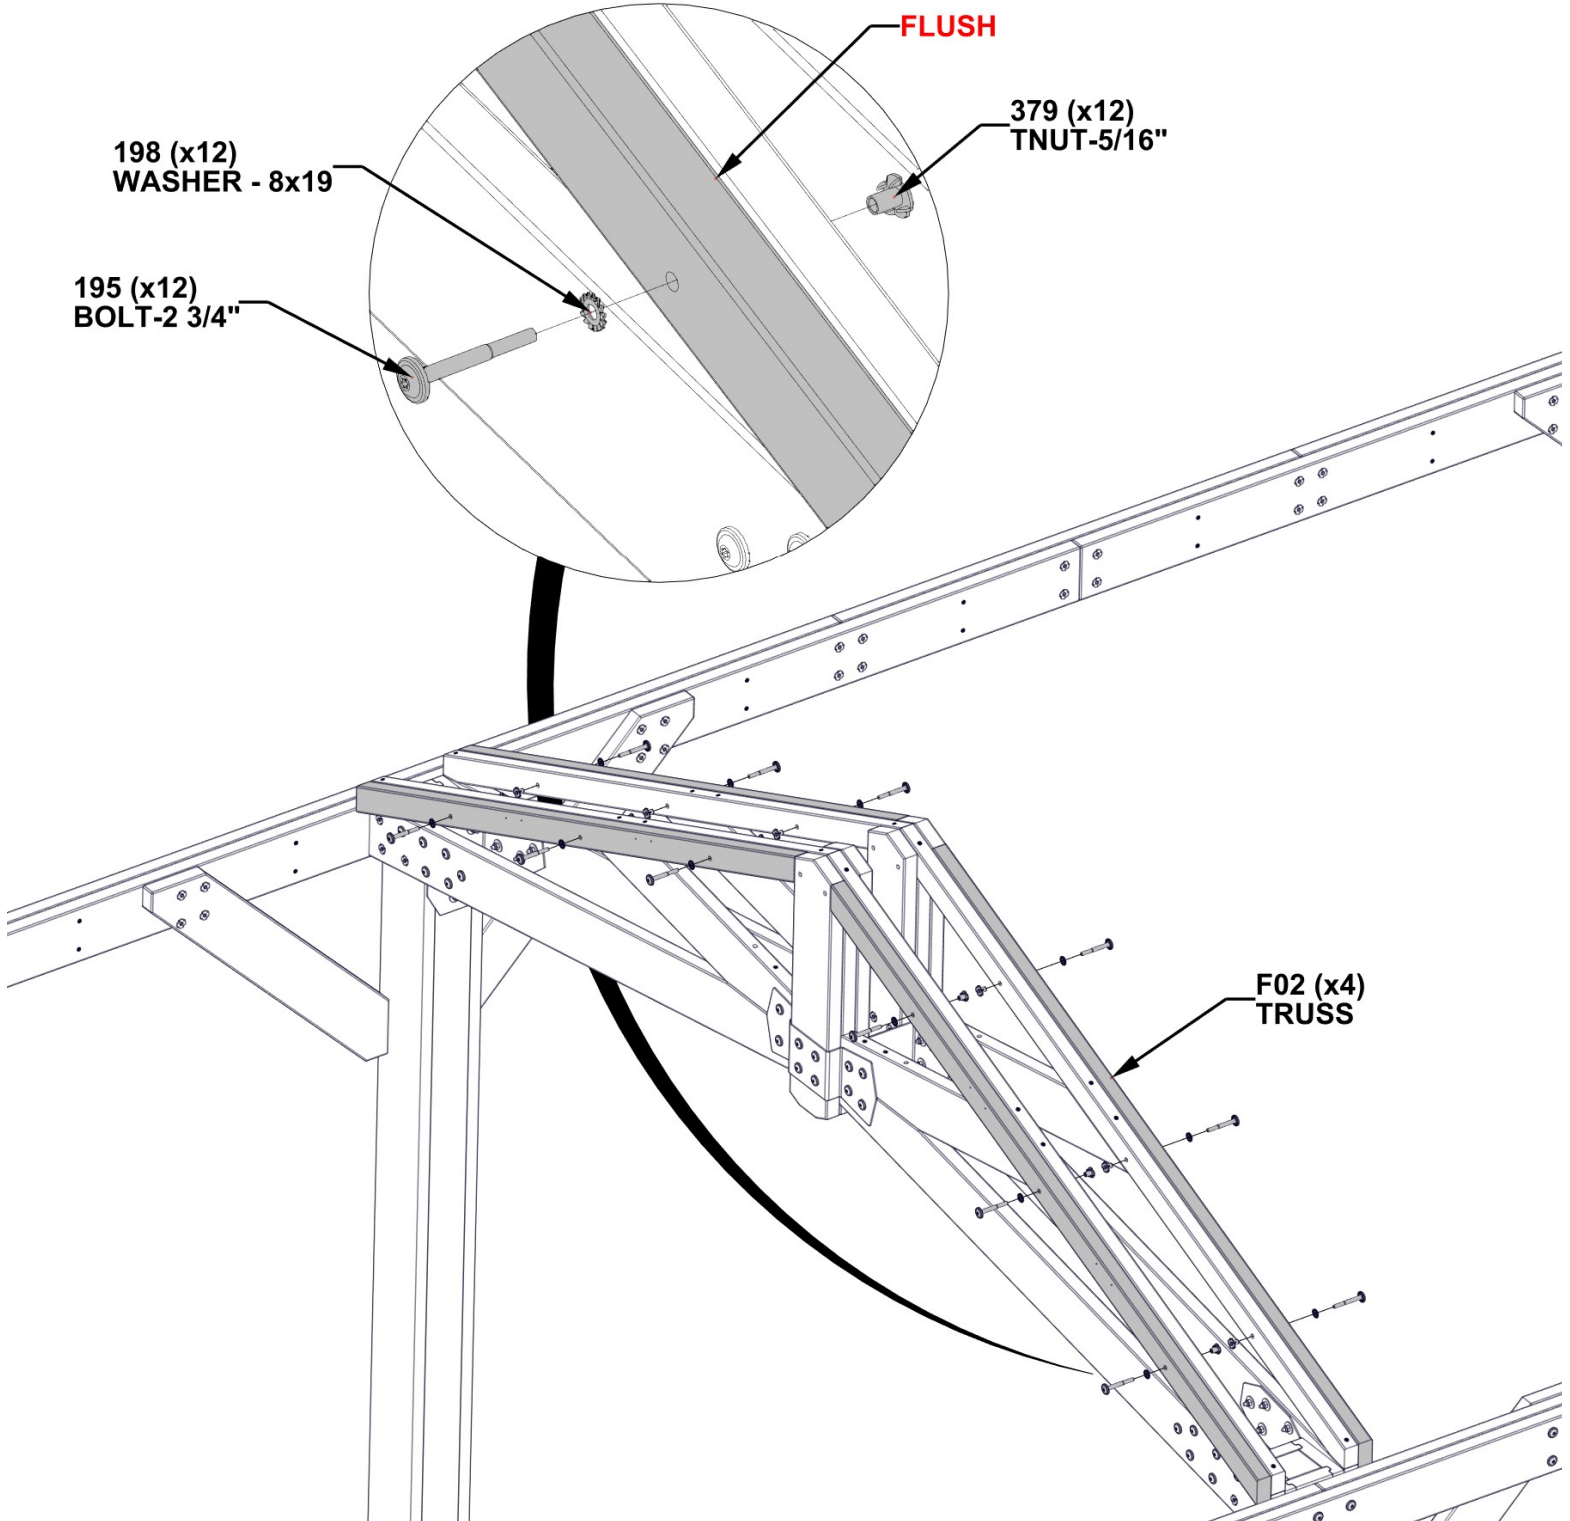 FLUSH
379 (x12)
TNUT-5/16"
198 (x12)
WASHER - 8x19
195 (x12)
BOLT-2 3/4"
F02 (x4)
TRUSS